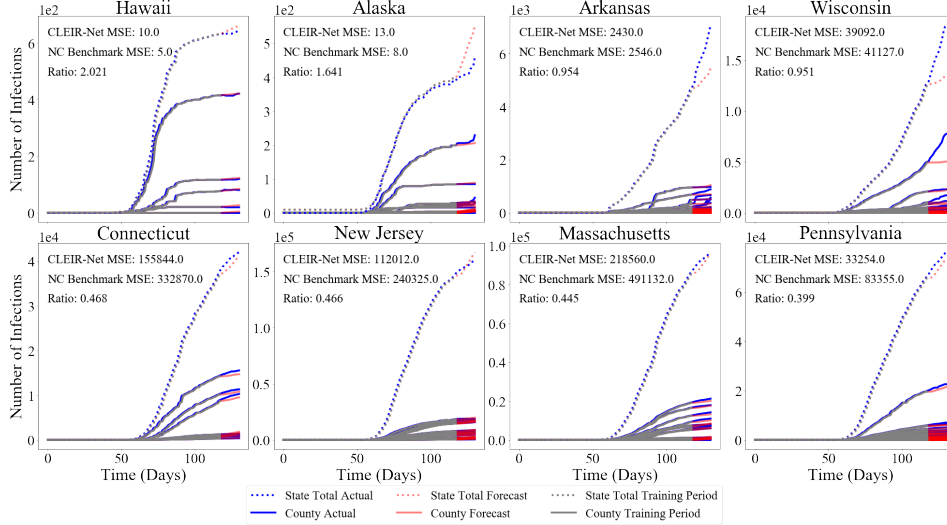 Hawaii
Alaska
Arkansas
Wisconsin
1e2
1e2
1e3
1e4
CLEIR-Net MSE: 10.0
NC Benchmark MSE: 5.0
Ratio: 2.021
CLEIR-Net MSE: 13.0
NC Benchmark MSE: 8.0
Ratio: 1.641
CLEIR-Net MSE: 2430.0
NC Benchmark MSE: 2546.0
Ratio: 0.954
CLEIR-Net MSE: 39092.0
NC Benchmark MSE: 41127.0
Ratio: 0.951
Number of Infections
6
4
2
0
5
4
3
2
1
0
6
4
2
0
1.5
1.0
0.5
0.0
Connecticut
New Jersey
Massachusetts
Pennsylvania
1e4
1e5
1e5
1e4
CLEIR-Net MSE: 155844.0
NC Benchmark MSE: 332870.0
Ratio: 0.468
CLEIR-Net MSE: 112012.0
NC Benchmark MSE: 240325.0
Ratio: 0.466
CLEIR-Net MSE: 218560.0
NC Benchmark MSE: 491132.0
Ratio: 0.445
CLEIR-Net MSE: 33254.0
NC Benchmark MSE: 83355.0
Ratio: 0.399
Number of Infections
4
3
2
1
0
1.5
1.0
0.5
0.0
1.0
0.8
0.6
0.4
0.2
0.0
6
4
2
0
0 100
0 100
0 100
0 100
Time (Days)
Time (Days)
Time (Days)
Time (Days)
State Total Actual
State Total Forecast
State Total Training Period
County Actual
County Forecast
County Training Period